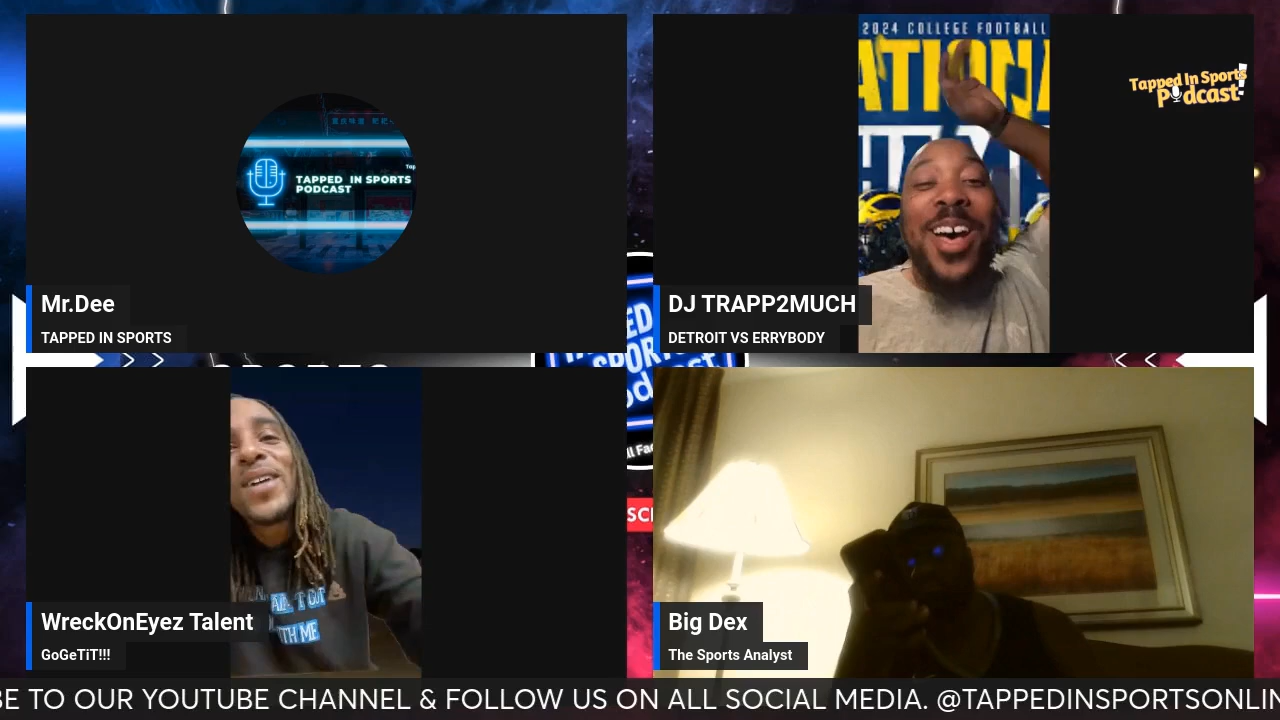 TAPPED IN SPORTS
PODCAST
Mr.Dee
TAPPED IN SPORTS
2024 COLLEGE FOOTBALL
Tapped In Sports
Podcast!
DJ TRAPP2MUCH
DETROIT VS ERRYBODY
WreckOnEyez Talent
GoGeTiT!!!
Big Dex
The Sports Analyst
BE TO OUR YOUTUBE CHANNEL & FOLLOW US ON ALL SOCIAL MEDIA. @TAPPEDINSPORTSONLIN